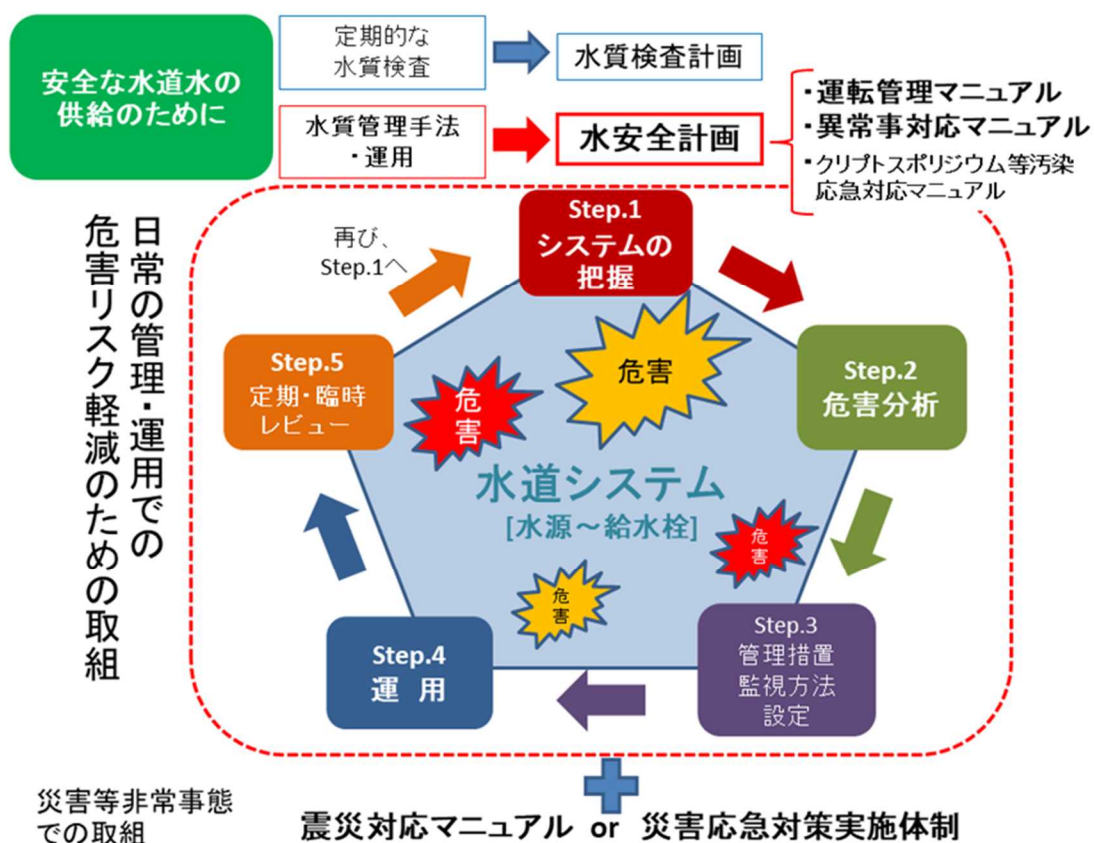 安全な水道水の
供給のために
定期的な
水質検査
水質検査計画
水質管理手法
・運用
水安全計画
・運転管理マニュアル
・異常事対応マニュアル
・クリプトスポリジウム等汚染
応急対応マニュアル
日常の管理・運用での
危害リスク軽減のための取組
再び、
Step.1へ
Step.1
システムの
把握
Step.2
危害分析
Step.3
管理措置
監視方法
設定
Step.4
運 用
Step.5
定期・臨時
レビュー
危害
危
害
水道システム
[水源～給水栓]
危
害
危
害
災害等非常事態
での取組
震災対応マニュアル or 災害応急対策実施体制